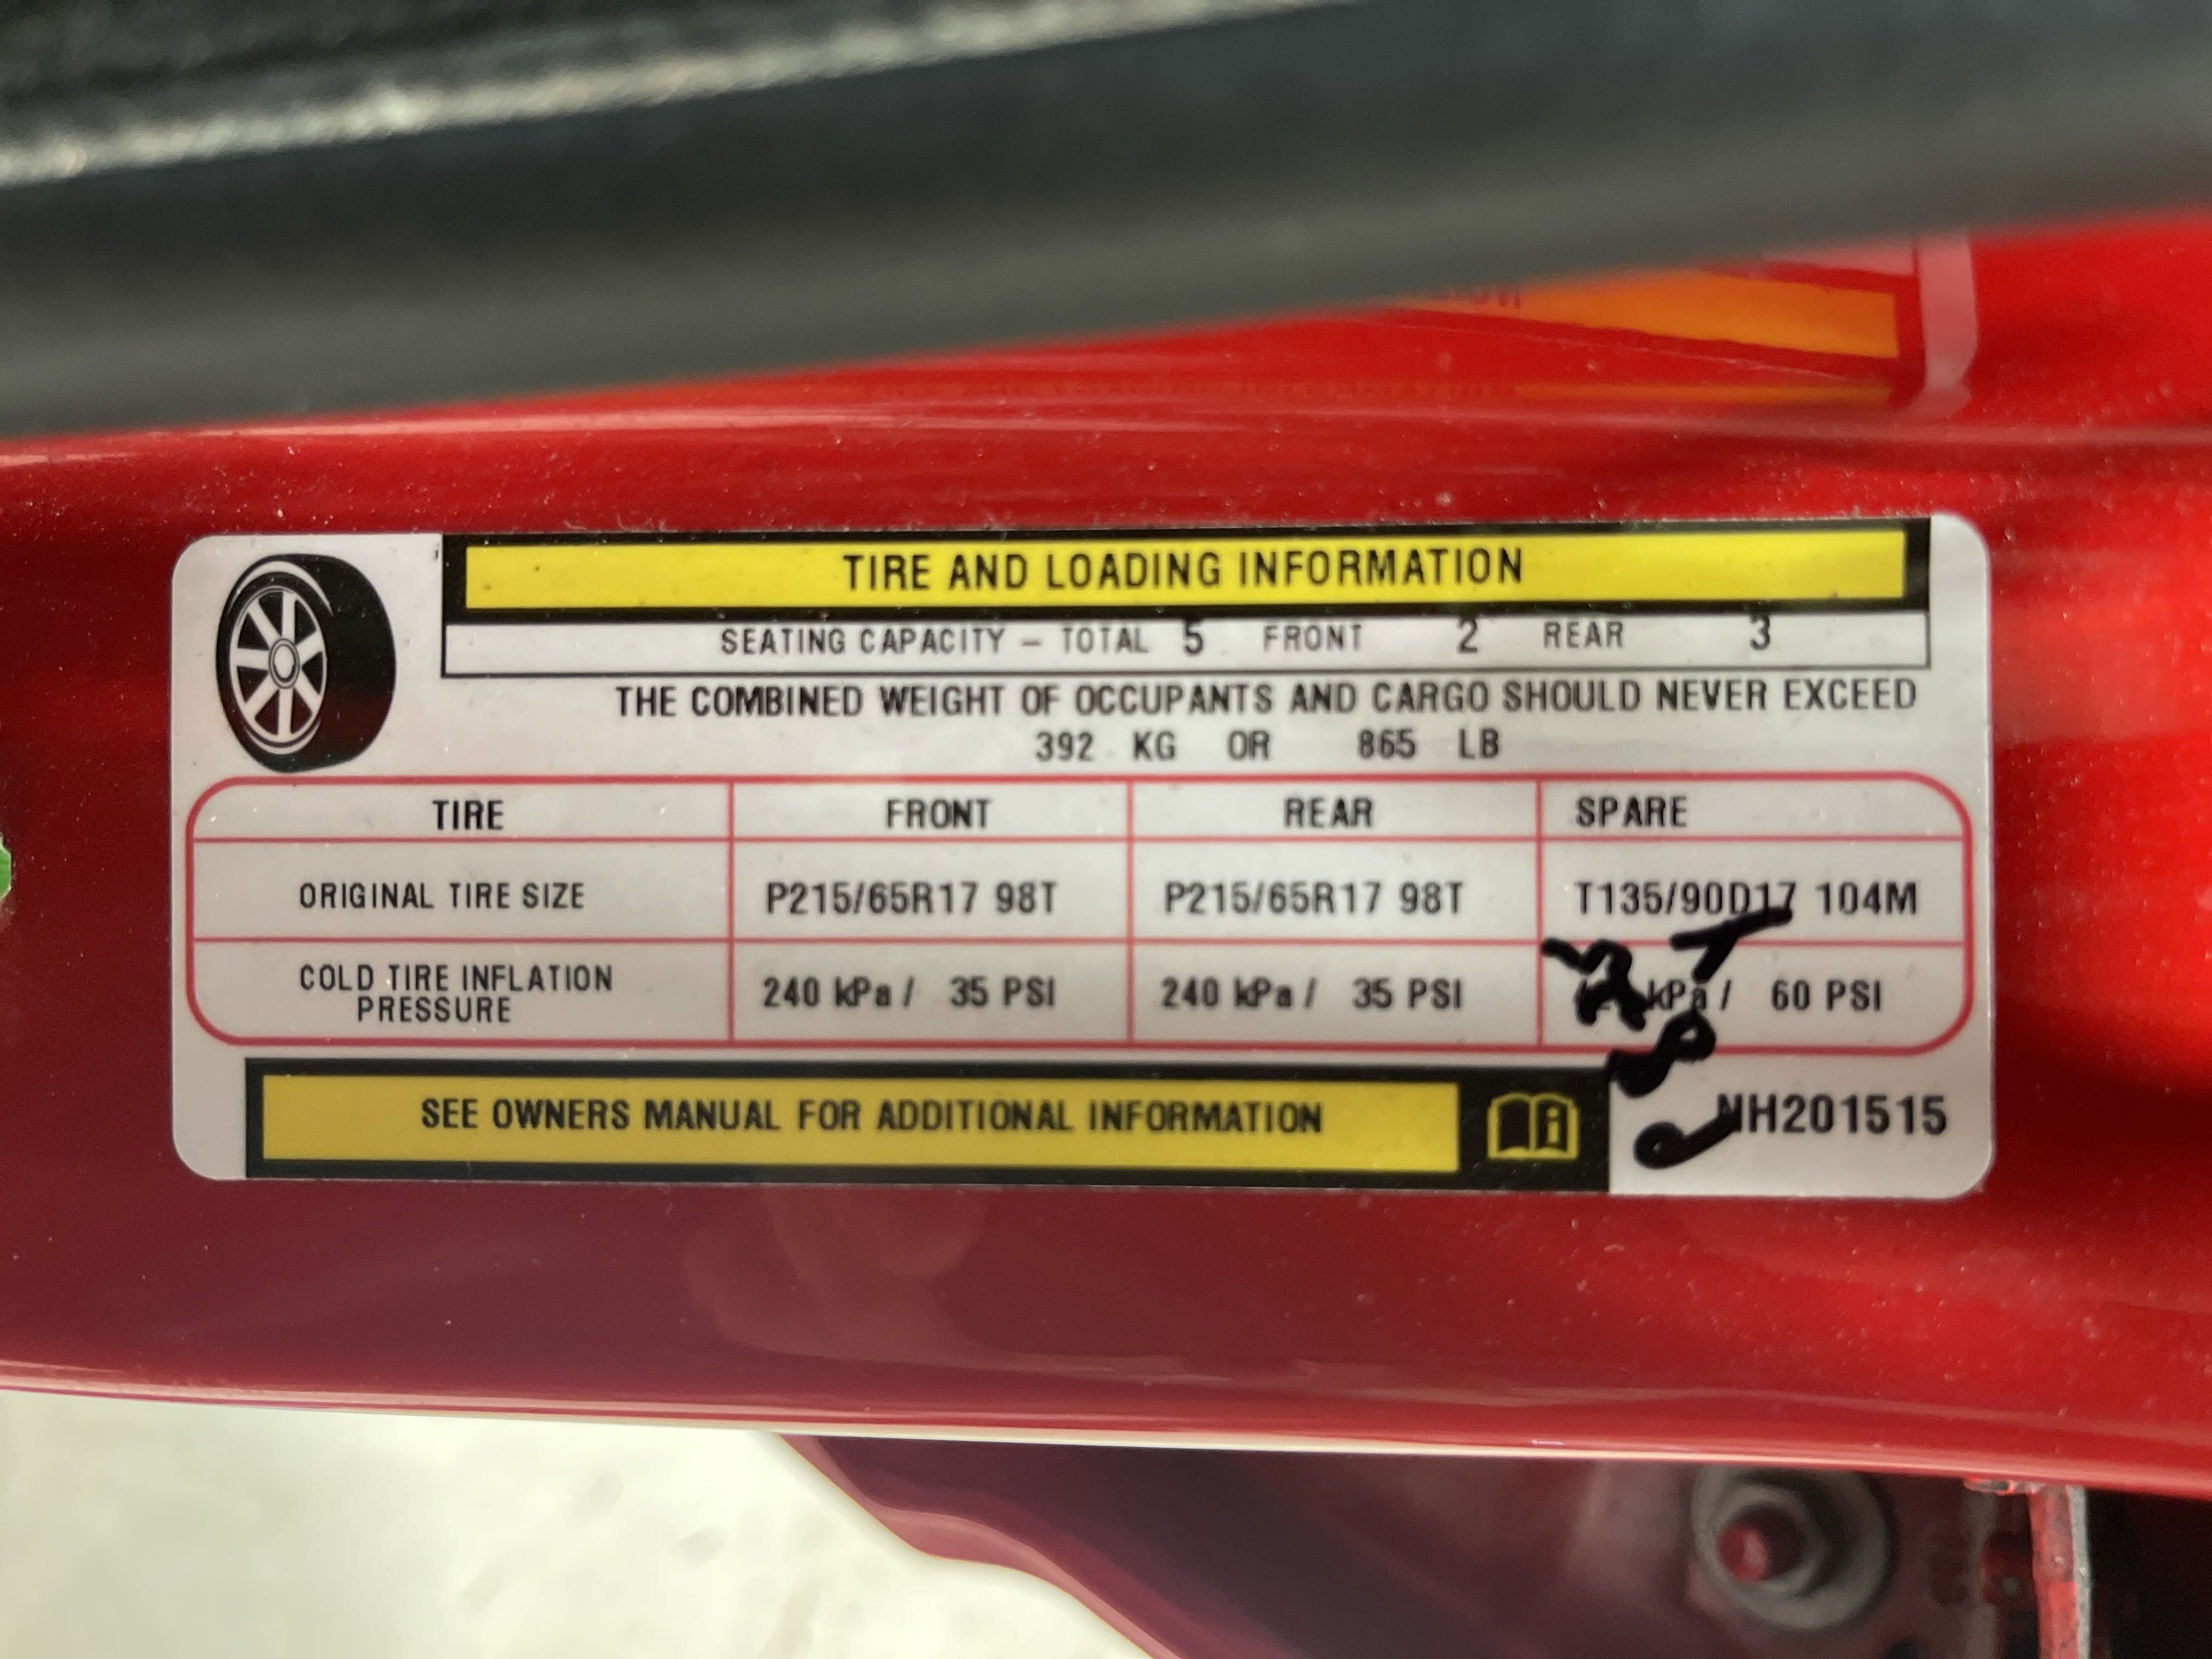 TIRE AND LOADING INFORMATION
SEATING CAPACITY – TOTAL 5 FRONT 2 REAR 3
THE COMBINED WEIGHT OF OCCUPANTS AND CARGO SHOULD NEVER EXCEED
392 KG OR 865 LB
TIRE FRONT REAR SPARE
ORIGINAL TIRE SIZE P215/65R17 98T P215/65R17 98T T135/90D17 104M
COLD TIRE INFLATION
PRESSURE 240 kPa / 35 PSI 240 kPa / 35 PSI kPa / 60 PSI
SEE OWNERS MANUAL FOR ADDITIONAL INFORMATION
NH201515